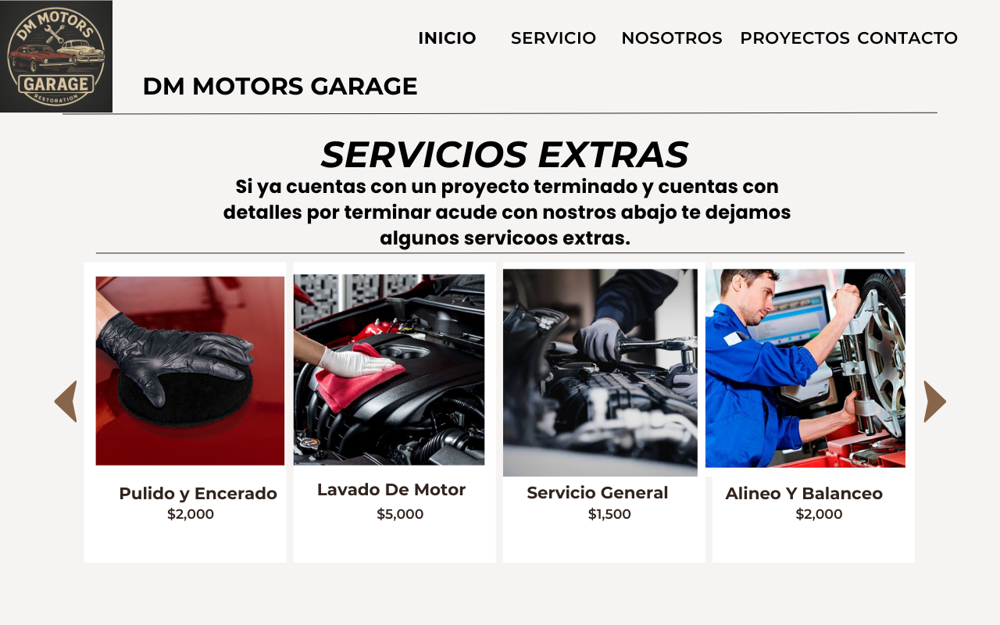 DM MOTORS
GARAGE
RESTORATION
INICIO SERVICIO NOSOTROS PROYECTOS CONTACTO
DM MOTORS GARAGE
SERVICIOS EXTRAS
Si ya cuentas con un proyecto terminado y cuentas con
detalles por terminar acude con nostros abajo te dejamos
algunos servicoos extras.
Pulido y Encerado
$2,000
Lavado De Motor
$5,000
Servicio General
$1,500
Alineo Y Balanceo
$2,000